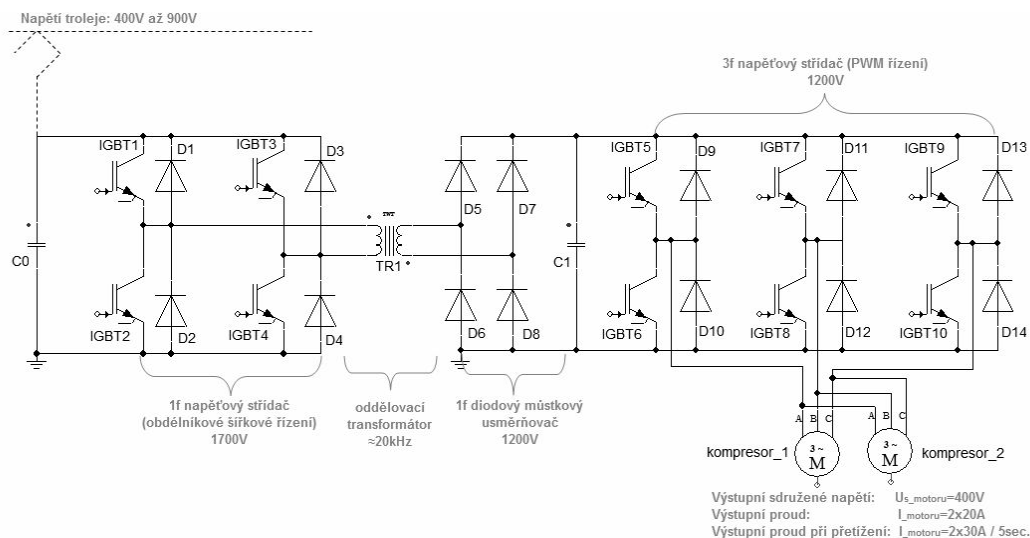 Napětí troleje: 400V až 900V
3f napěťový střídač (PWM řízení)
1200V
IGBT1
D1
IGBT3
D3
IGBT5
D9
IGBT7
D11
IGBT9
D13
C0
TWT
TR1
D5
D7
C1
IGBT2
D2
IGBT4
D4
D6
D8
IGBT6
D10
IGBT8
D12
IGBT10
D14
1f napěťový střídač
(obdélníkové šířkové řízení)
1700V
oddělovací
transformátor
≈20kHz
1f diodový můstkový
usměrňovač
1200V
A B C
A B C
kompresor_1
3 ~
M
3 ~
M
kompresor_2
Výstupní sdružené napětí: Us_motoru=400V
Výstupní proud: I_motoru=2x20A
Výstupní proud při přetížení: I_motoru=2x30A / 5sec.